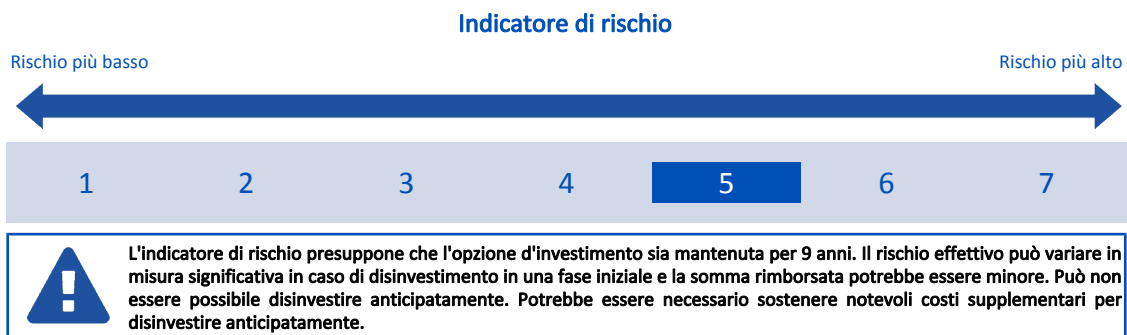 Indicatore di rischio
Rischio più basso
Rischio più alto
1 2 3 4 5 6 7
L'indicatore di rischio presuppone che l'opzione d'investimento sia mantenuta per 9 anni. Il rischio effettivo può variare in
misura significativa in caso di disinvestimento in una fase iniziale e la somma rimborsata potrebbe essere minore. Può non
essere possibile disinvestire anticipatamente. Potrebbe essere necessario sostenere notevoli costi supplementari per
disinvestire anticipatamente.